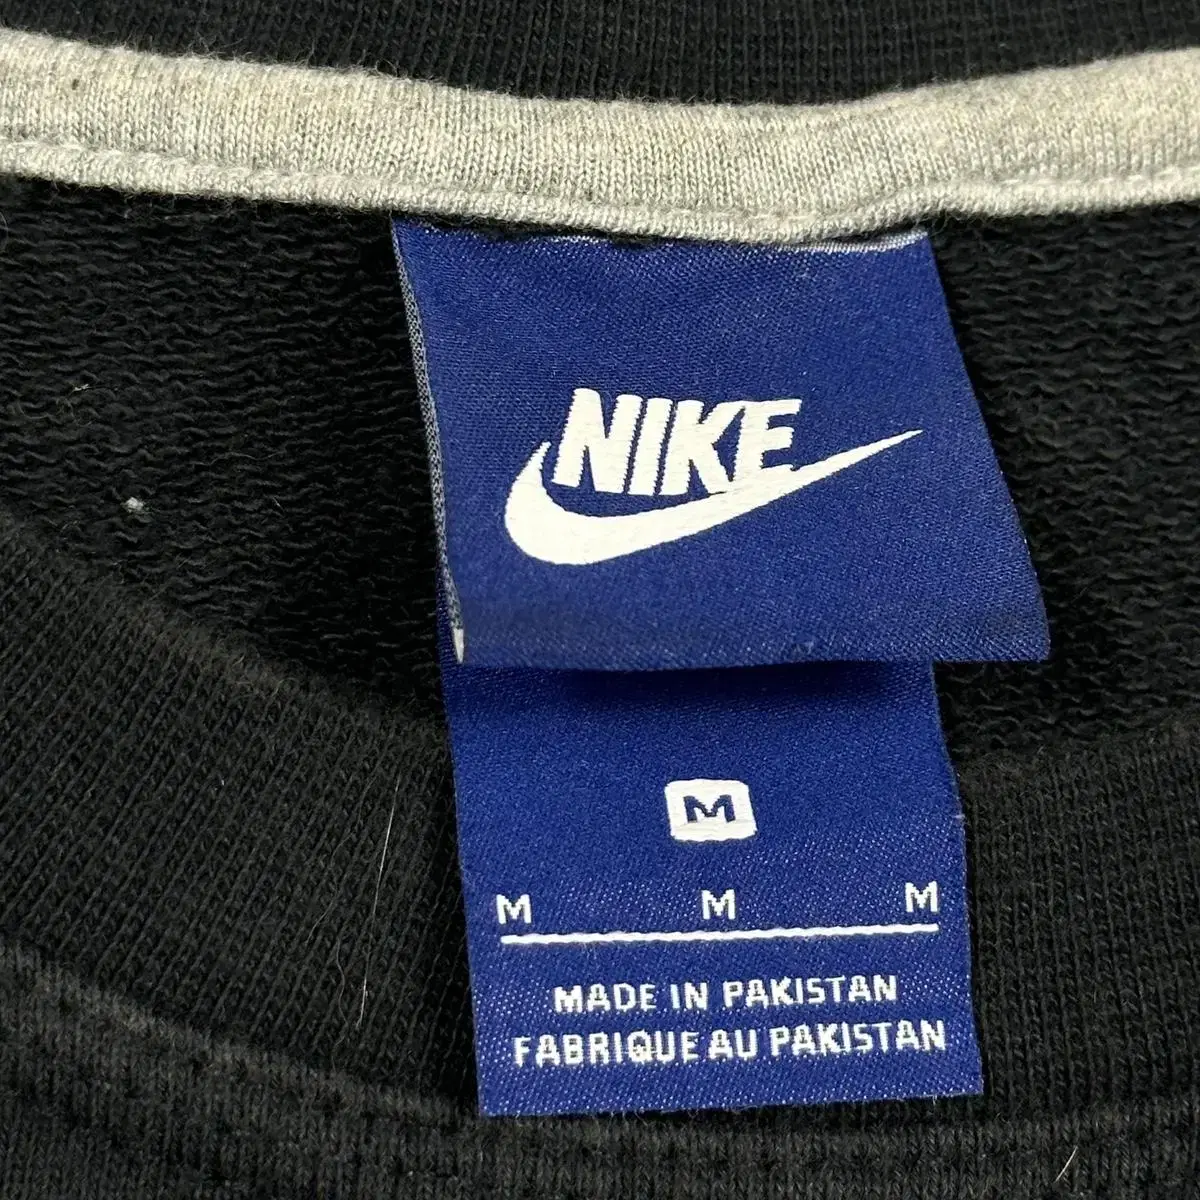 NIKE
M
M M M
MADE IN PAKISTAN
FABRIQUE AU PAKISTAN